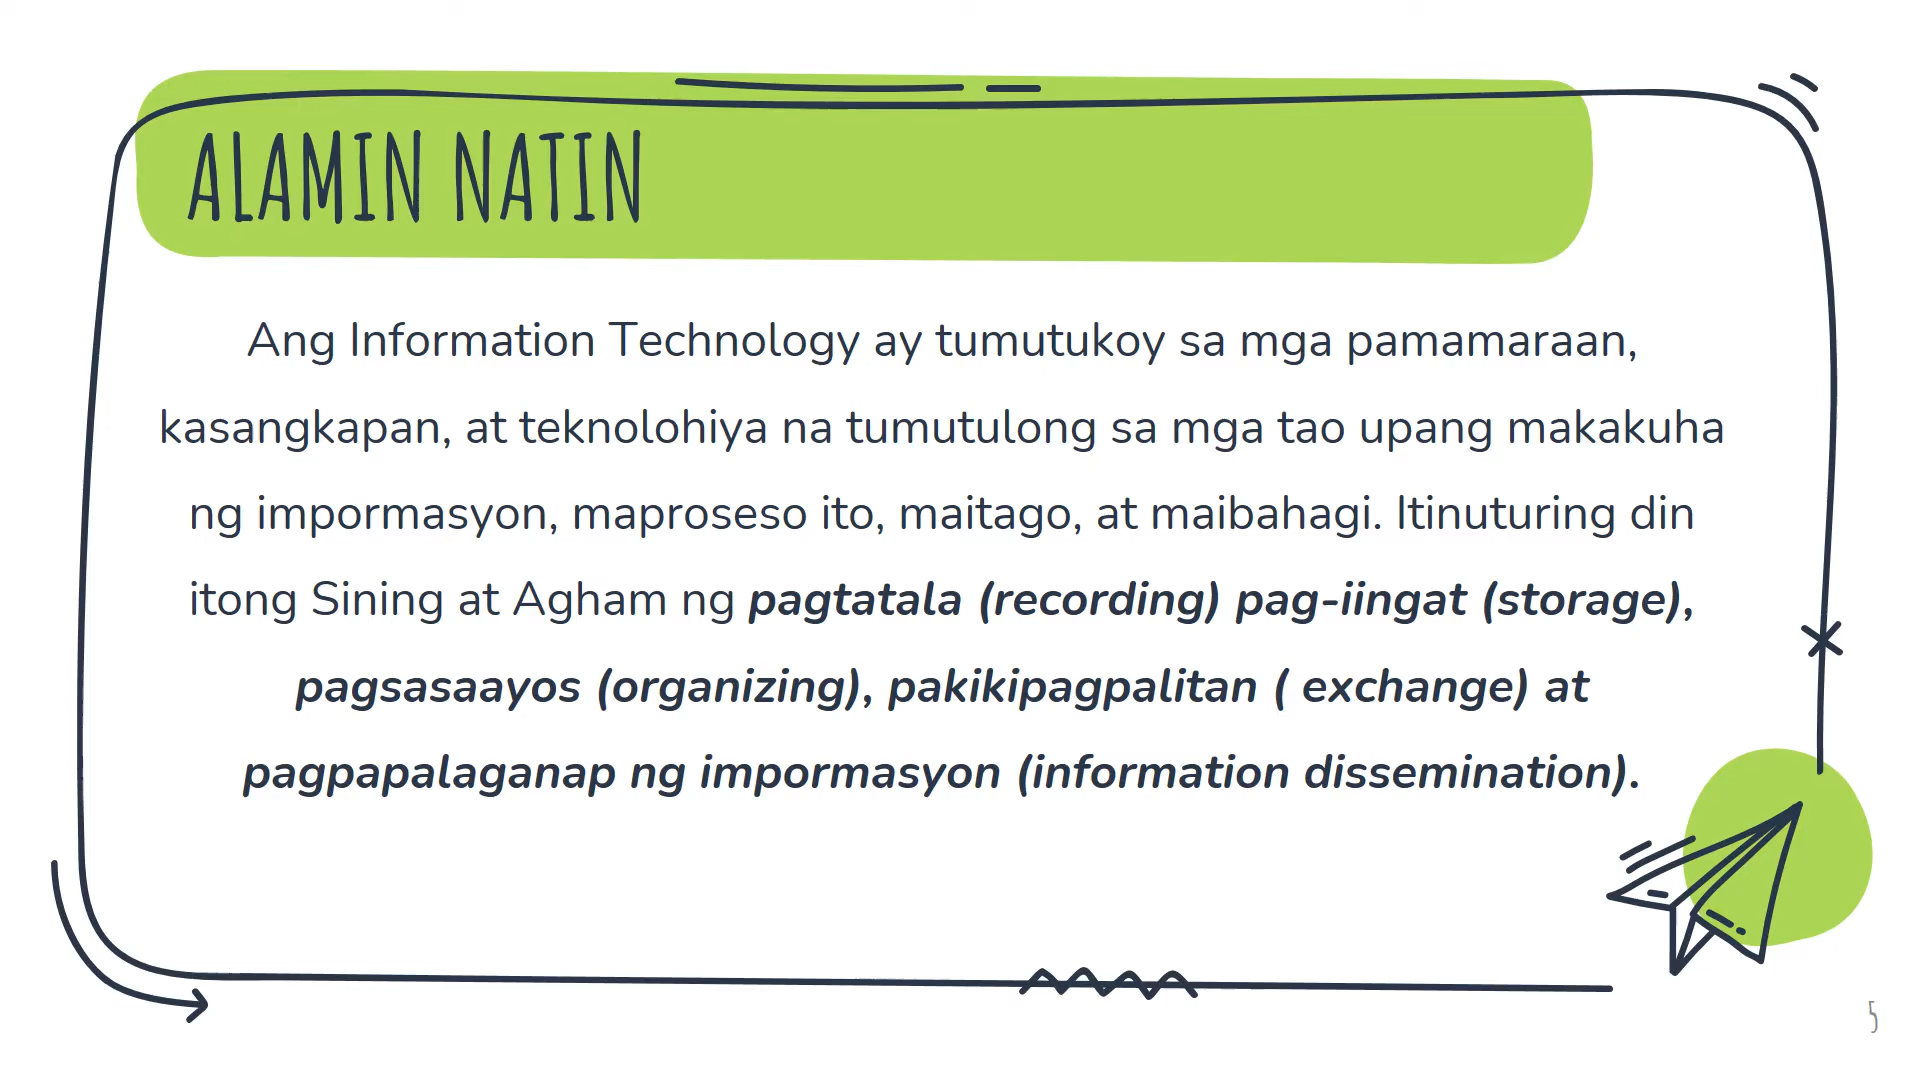 ALAMIN NATIN
Ang Information Technology ay tumutukoy sa mga pamamaraan,
kasangkapan, at teknolohiya na tumutulong sa mga tao upang makakuha
ng impormasyon, maproseso ito, maitago, at maibahagi. Itinuturing din
itong Sining at Agham ng pagtatala (recording) pag-iingat (storage),
pagsasaayos (organizing), pakikipagpalitan ( exchange) at
pagpapalaganap ng impormasyon (information dissemination).
5